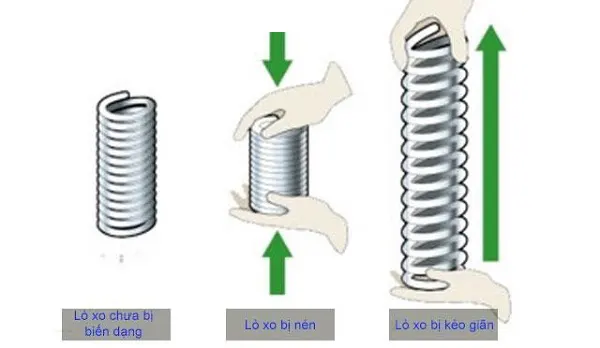 Lò xo chưa bị
biến dạng
Lò xo bị nén
Lò xo bị kéo giãn